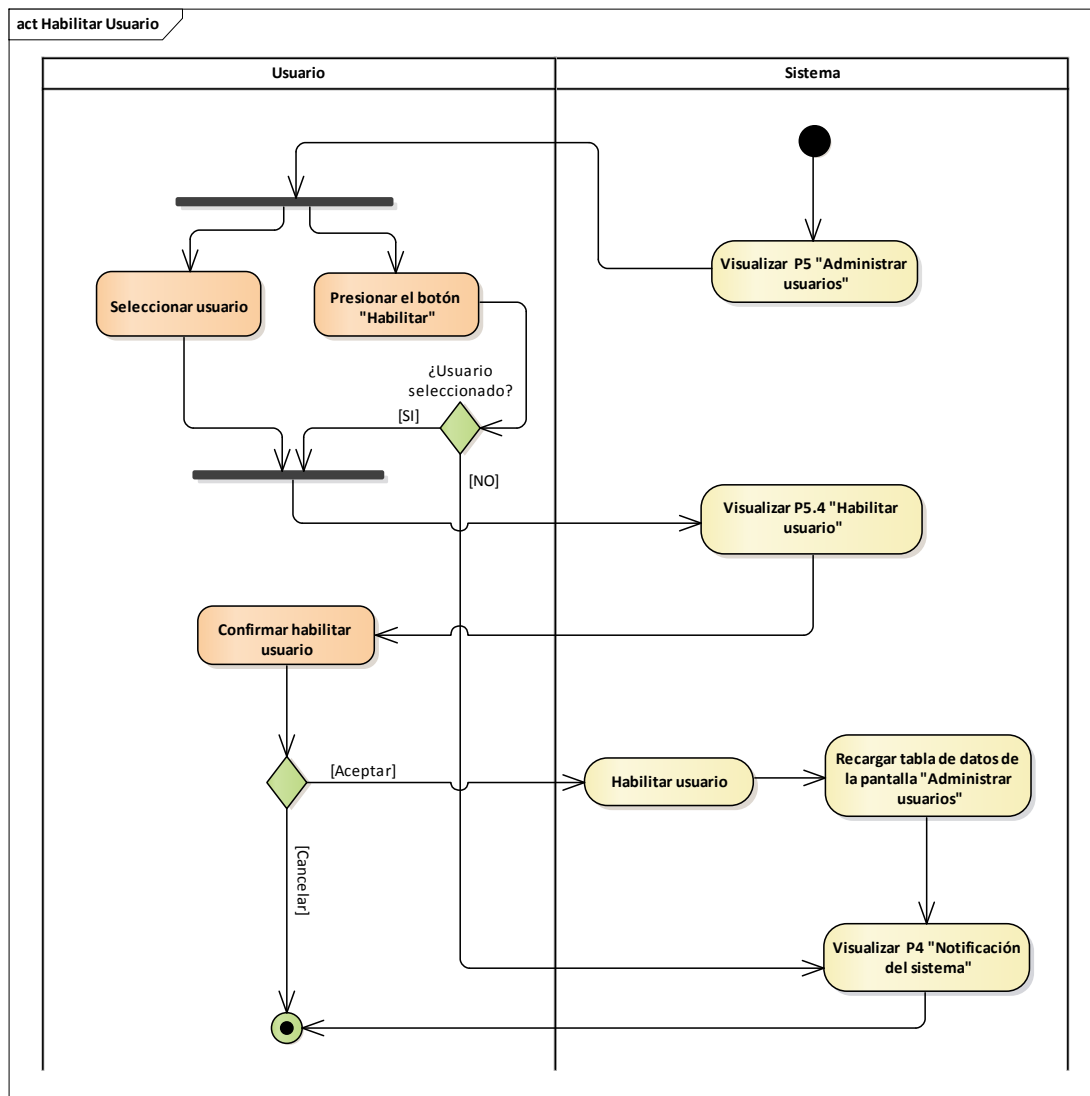 act Habilitar Usuario
Usuario
Sistema
Visualizar P5 "Administrar
usuarios"
Seleccionar usuario
Presionar el botón
"Habilitar"
¿Usuario
seleccionado?
[SI]
[NO]
Visualizar P5.4 "Habilitar
usuario"
Confirmar habilitar
usuario
[Aceptar]
Habilitar usuario
Recargar tabla de datos de
la pantalla "Administrar
usuarios"
[Cancelar]
Visualizar P4 "Notificación
del sistema"